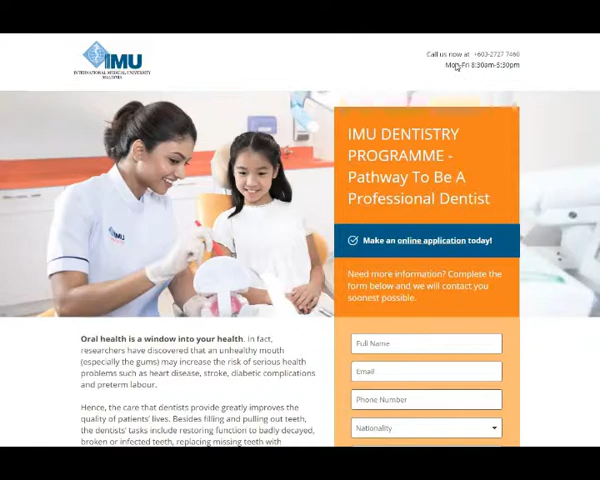 IMU
INTERNATIONAL MEDICAL UNIVERSITY
MALAYSIA
Call us now at +603-2727 7460
Mon-Fri 8:30am-5:30pm
IMU DENTISTRY
PROGRAMME -
Pathway To Be A
Professional Dentist
IMU
Make an online application today!
Need more information? Complete the
form below and we will contact you
soonest possible.
Oral health is a window into your health. In fact,
researchers have discovered that an unhealthy mouth
(especially the gums) may increase the risk of serious health
problems such as heart disease, stroke, diabetic complications
and preterm labour.
Hence, the care that dentists provide greatly improves the
quality of patients' lives. Besides filling and pulling out teeth,
the dentists' tasks include restoring function to badly decayed,
broken or infected teeth, replacing missing teeth with
Full Name
Email
Phone Number
Nationality